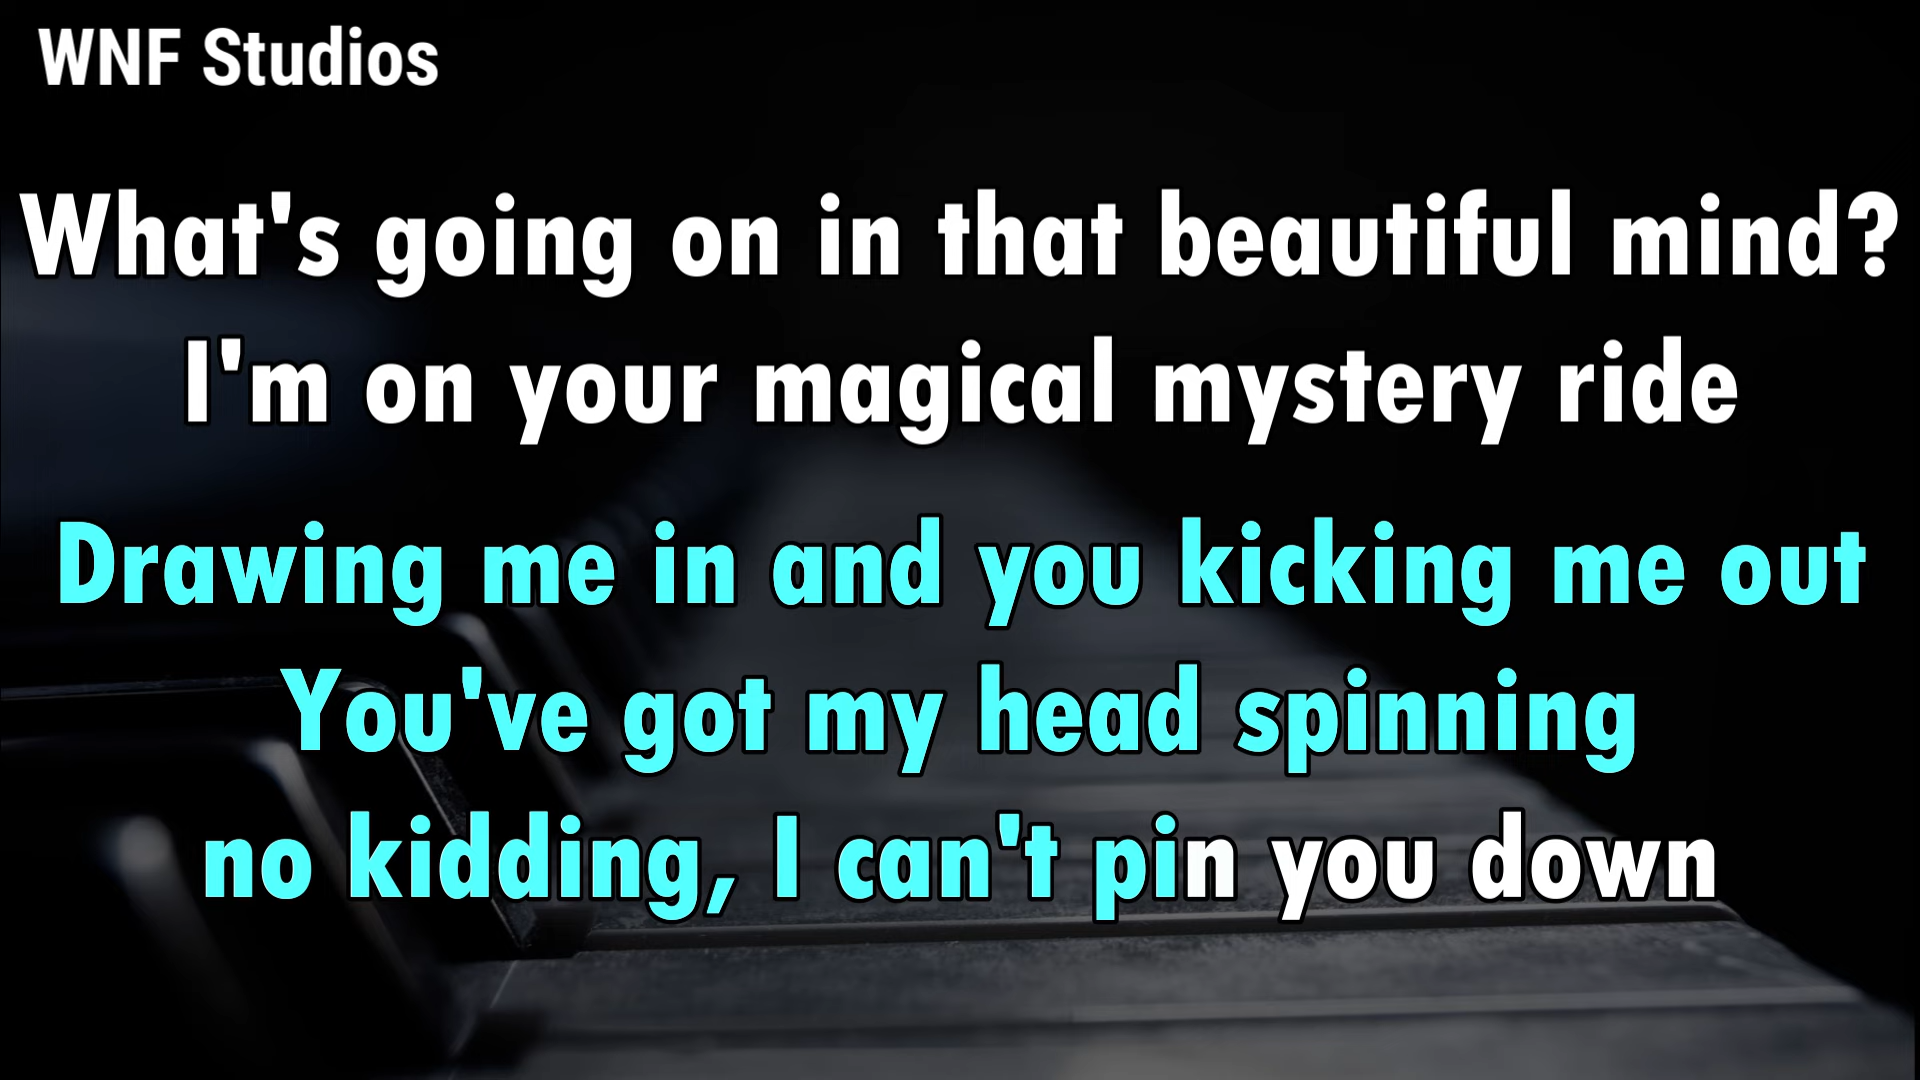 WNF Studios
What's going on in that beautiful mind?
I'm on your magical mystery ride
Drawing me in and you kicking me out
You've got my head spinning
no kidding, I can't pin you down